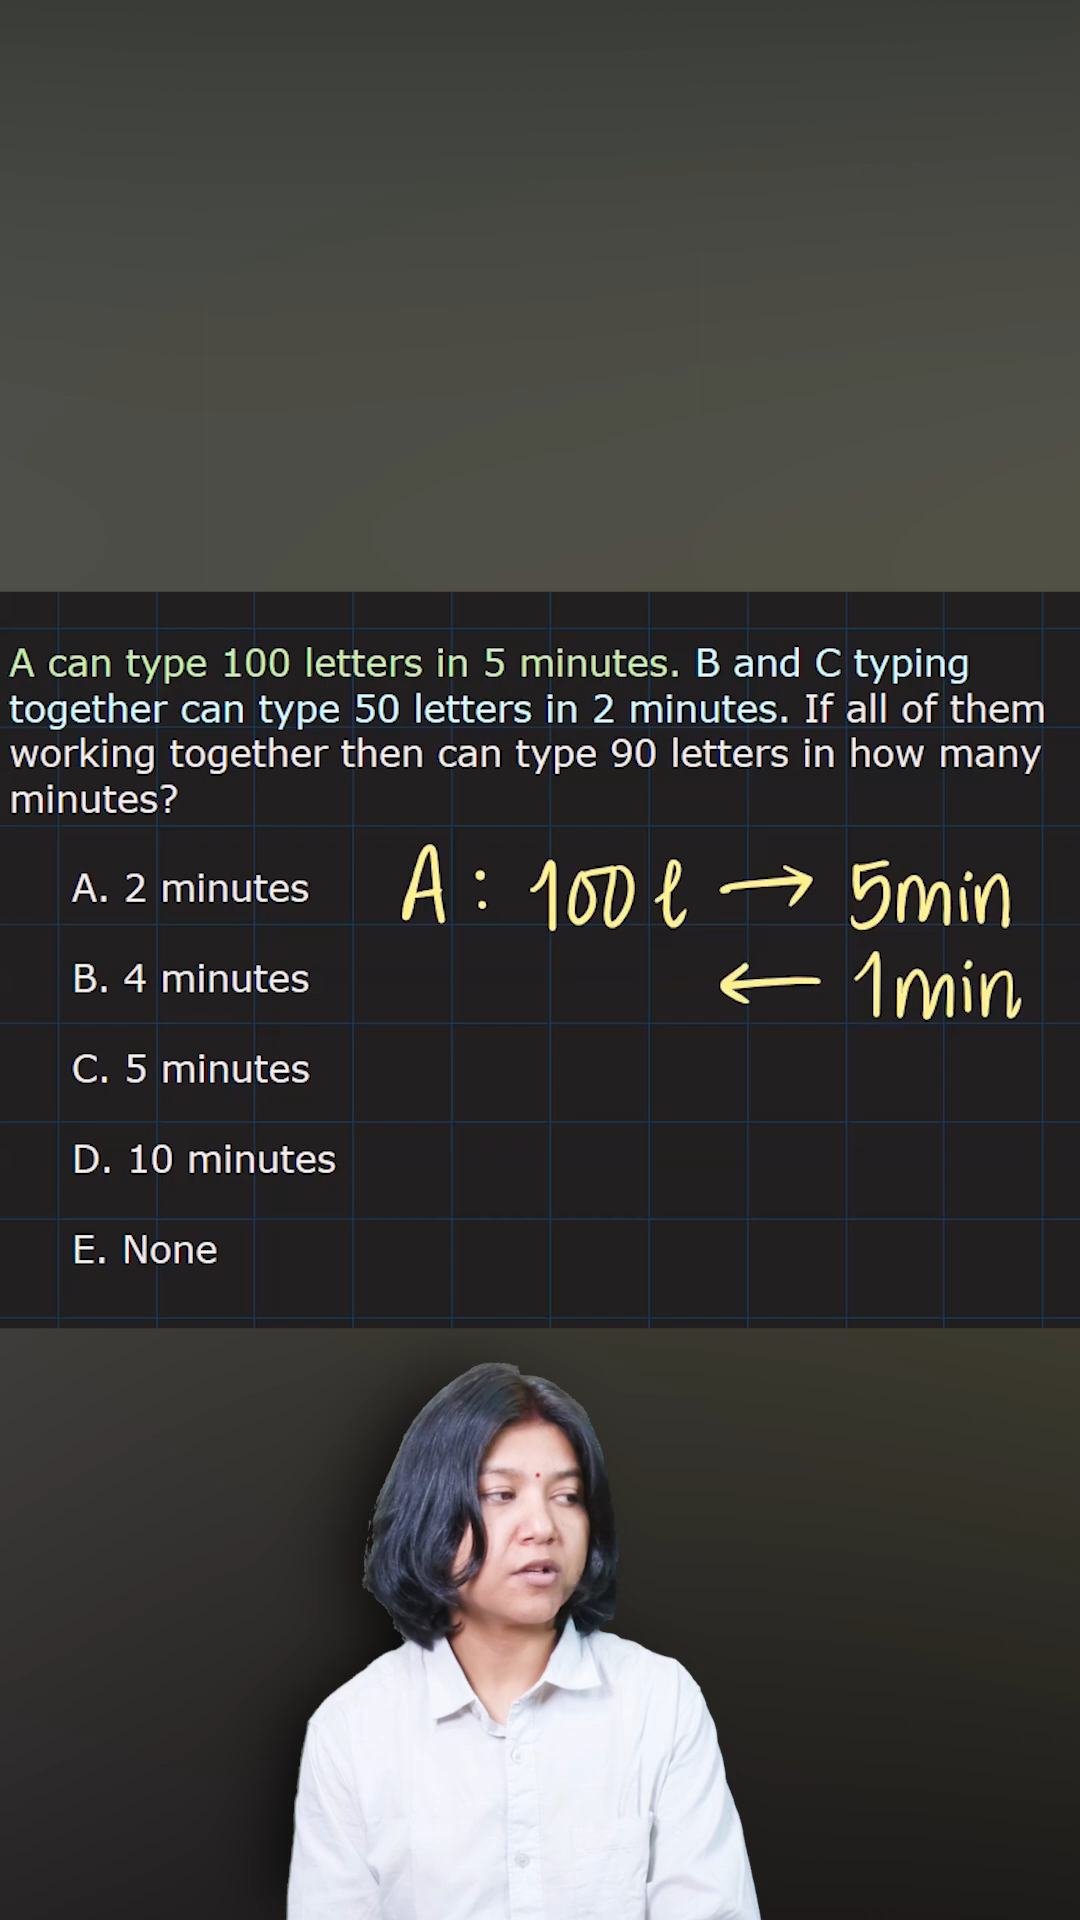 A can type 100 letters in 5 minutes. B and C typing
together can type 50 letters in 2 minutes. If all of them
working together then can type 90 letters in how many
minutes?
A. 2 minutes
A : 100 l → 5min
B. 4 minutes
← 1min
C. 5 minutes
D. 10 minutes
E. None